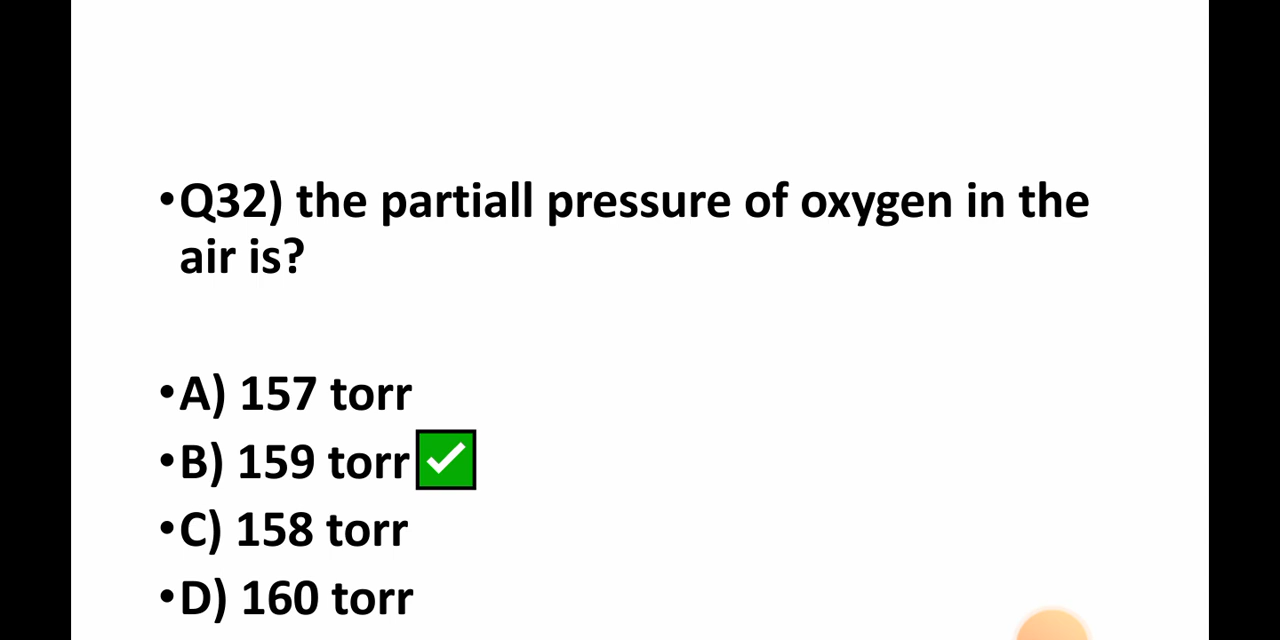 •Q32) the partiall pressure of oxygen in the
air is?
•A) 157 torr
•B) 159 torr ✅
•C) 158 torr
•D) 160 torr